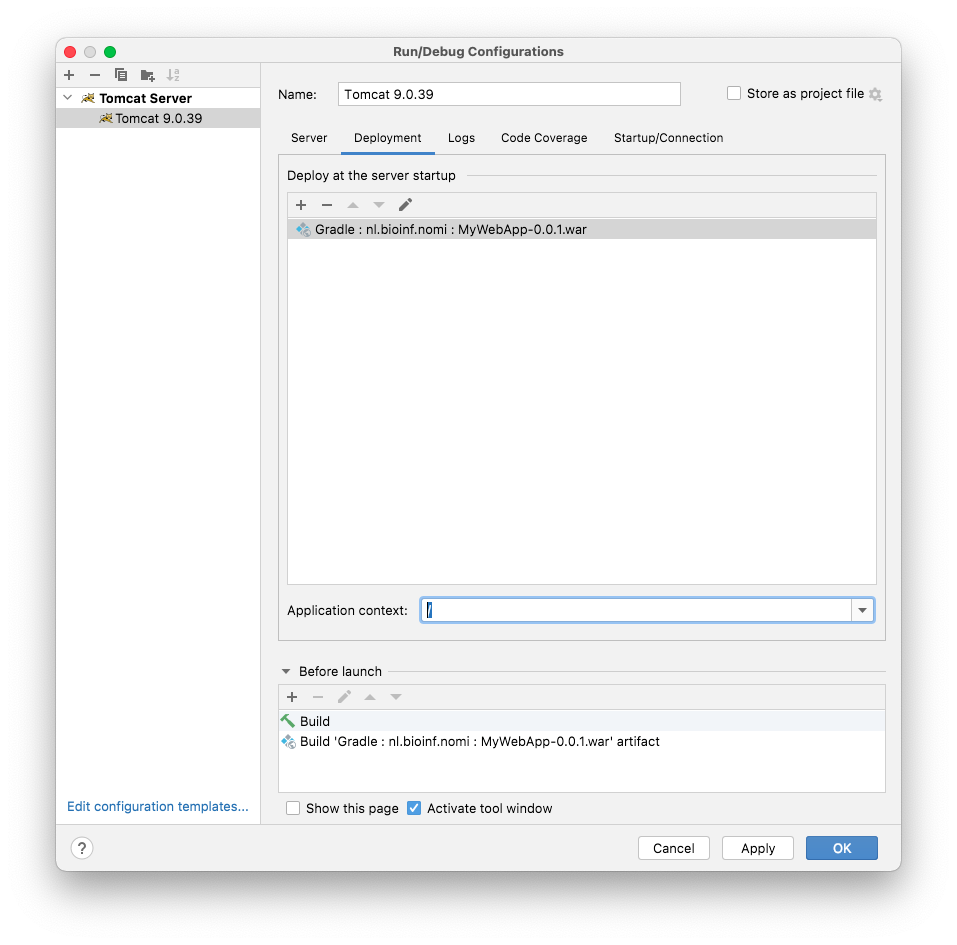 Run/Debug Configurations
Tomcat Server
Tomcat 9.0.39
Edit configuration templates...
Name: Tomcat 9.0.39 Store as project file
Server Deployment Logs Code Coverage Startup/Connection
Deploy at the server startup
Gradle : nl.bioinf.nomi : MyWebApp-0.0.1.war
Application context: /
Before launch
Build
Build 'Gradle : nl.bioinf.nomi : MyWebApp-0.0.1.war' artifact
Show this page Activate tool window
? Cancel Apply OK